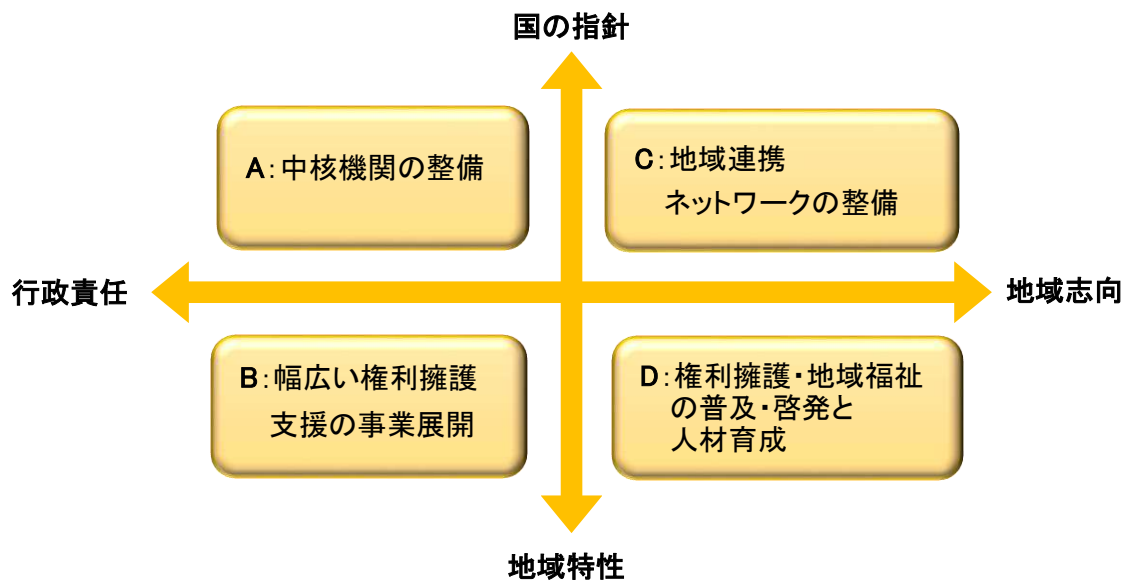 国の指針
A：中核機関の整備
C：地域連携
ネットワークの整備
行政責任
地域志向
B：幅広い権利擁護
支援の事業展開
D：権利擁護・地域福祉
の普及・啓発と
人材育成
地域特性